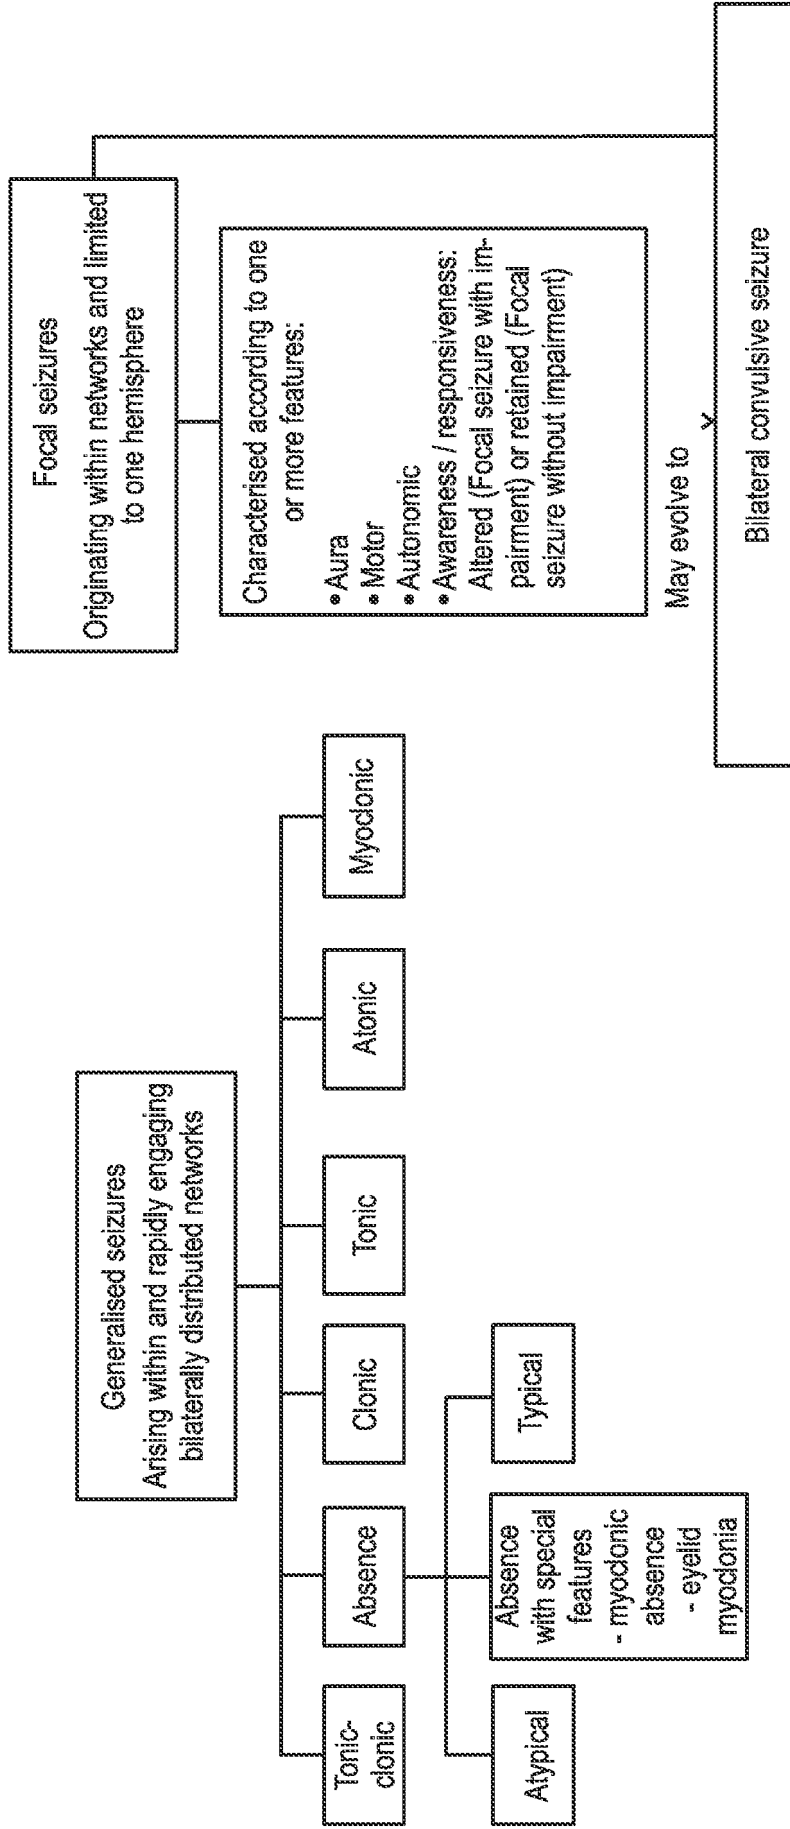 Generalised seizures
Arising within and rapidly engaging
bilaterally distributed networks
Tonic-
clonic
Absence
Clonic
Tonic
Atonic
Myoclonic
Atypical
Absence
with special
features
- myoclonic
absence
- eyelid
myoclonia
Typical
Focal seizures
Originating within networks and limited
to one hemisphere
Characterised according to one
or more features:
• Aura
• Motor
• Autonomic
• Awareness / responsiveness:
Altered (Focal seizure with im-
pairment) or retained (Focal
seizure without impairment)
May evolve to
Bilateral convulsive seizure